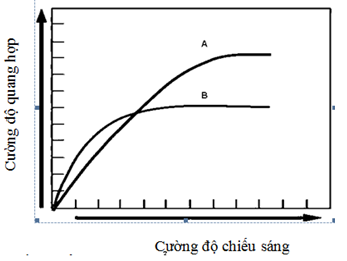 Cường độ quang hợp
A
B
Cường độ chiếu sáng